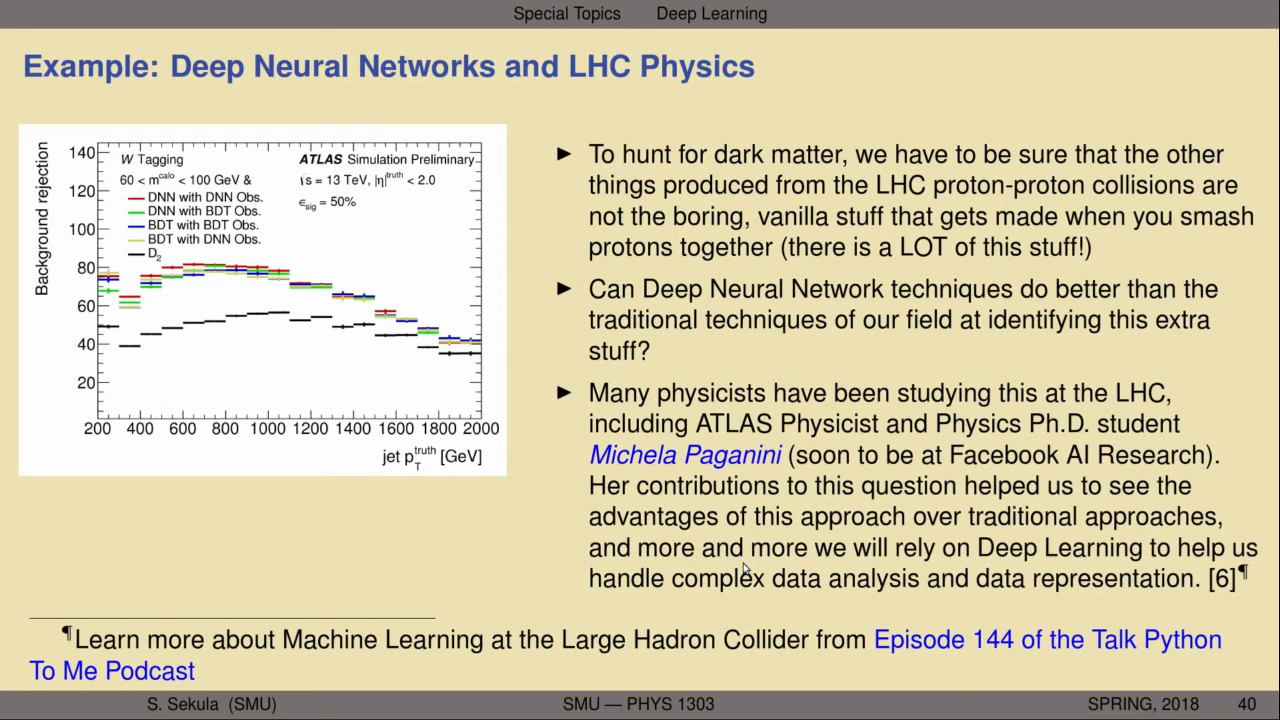 Special Topics Deep Learning
Example: Deep Neural Networks and LHC Physics
Background rejection
140
120
100
80
60
40
20
W Tagging
60 < m^calo < 100 GeV &
DNN with DNN Obs.
DNN with BDT Obs.
BDT with BDT Obs.
BDT with DNN Obs.
D2
ATLAS Simulation Preliminary
√s = 13 TeV, |η|^truth < 2.0
ϵsig = 50%
200 400 600 800 1000 1200 1400 1600 1800 2000
jet pT^truth [GeV]
► To hunt for dark matter, we have to be sure that the other
things produced from the LHC proton-proton collisions are
not the boring, vanilla stuff that gets made when you smash
protons together (there is a LOT of this stuff!)
► Can Deep Neural Network techniques do better than the
traditional techniques of our field at identifying this extra
stuff?
► Many physicists have been studying this at the LHC,
including ATLAS Physicist and Physics Ph.D. student
Michela Paganini (soon to be at Facebook AI Research).
Her contributions to this question helped us to see the
advantages of this approach over traditional approaches,
and more and more we will rely on Deep Learning to help us
handle complex data analysis and data representation. [6]¶
¶Learn more about Machine Learning at the Large Hadron Collider from Episode 144 of the Talk Python
To Me Podcast
S. Sekula (SMU) SMU — PHYS 1303 SPRING, 2018 40